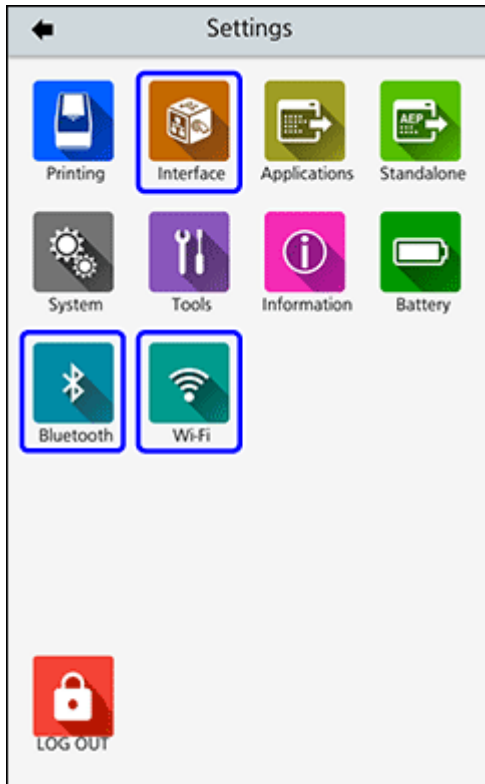 Settings
Printing
Interface
Applications
AEP
Standalone
System
Tools
Information
Battery
Bluetooth
Wi-Fi
LOG OUT